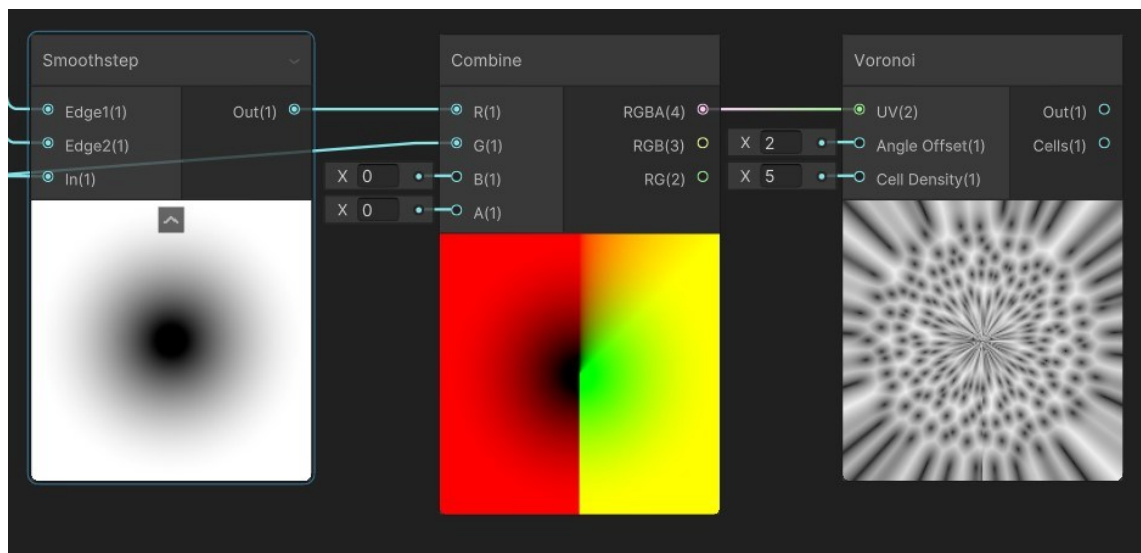 Smoothstep
Edge1(1)
Out(1)
Edge2(1)
In(1)
Combine
R(1)
RGBA(4)
G(1)
RGB(3)
X 0
B(1)
RG(2)
X 0
A(1)
Voronoi
UV(2)
Out(1)
X 2
Angle Offset(1)
Cells(1)
X 5
Cell Density(1)